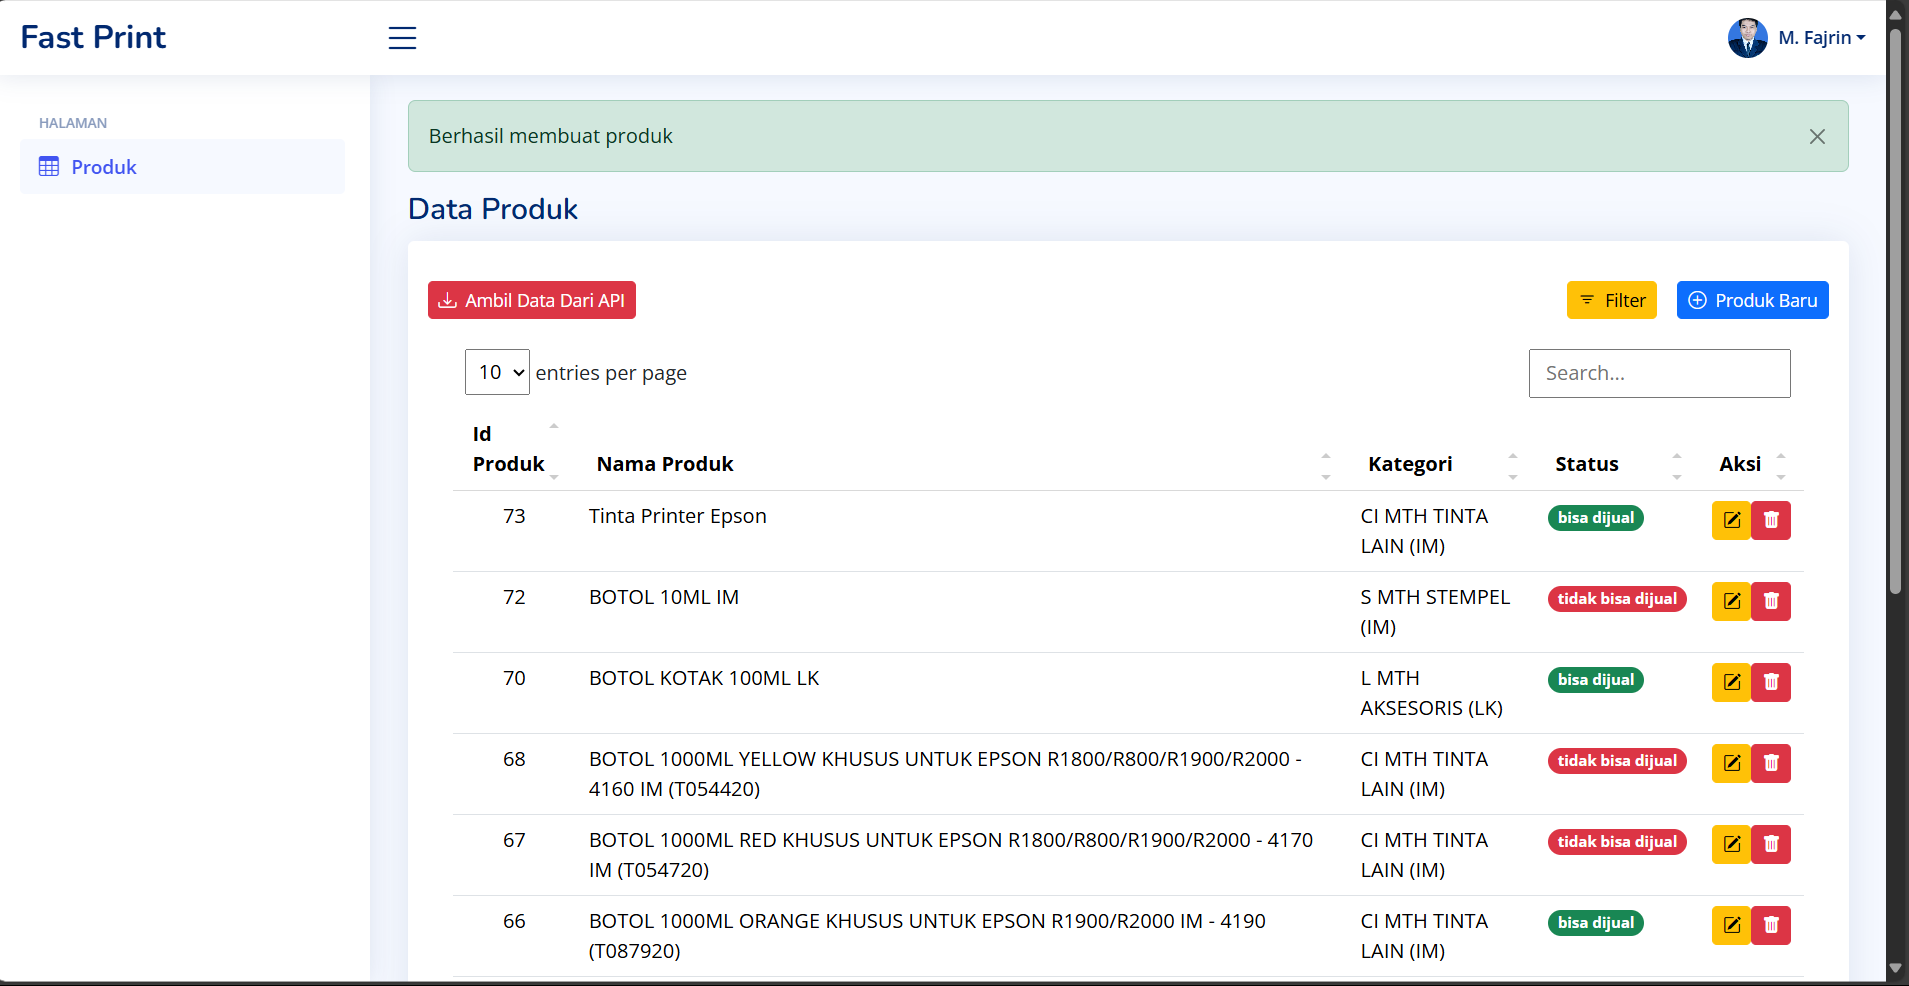 Fast Print
M. Fajrin
HALAMAN
Produk
Berhasil membuat produk
Data Produk
Ambil Data Dari API
Filter
Produk Baru
10 entries per page
Search...
Id
Produk
Nama Produk
Kategori
Status
Aksi
73
Tinta Printer Epson
CI MTH TINTA
LAIN (IM)
bisa dijual
72
BOTOL 10ML IM
S MTH STEMPEL
(IM)
tidak bisa dijual
70
BOTOL KOTAK 100ML LK
L MTH
AKSESORIS (LK)
bisa dijual
68
BOTOL 1000ML YELLOW KHUSUS UNTUK EPSON R1800/R800/R1900/R2000 -
4160 IM (T054420)
CI MTH TINTA
LAIN (IM)
tidak bisa dijual
67
BOTOL 1000ML RED KHUSUS UNTUK EPSON R1800/R800/R1900/R2000 - 4170
IM (T054720)
CI MTH TINTA
LAIN (IM)
tidak bisa dijual
66
BOTOL 1000ML ORANGE KHUSUS UNTUK EPSON R1900/R2000 IM - 4190
(T087920)
CI MTH TINTA
LAIN (IM)
bisa dijual